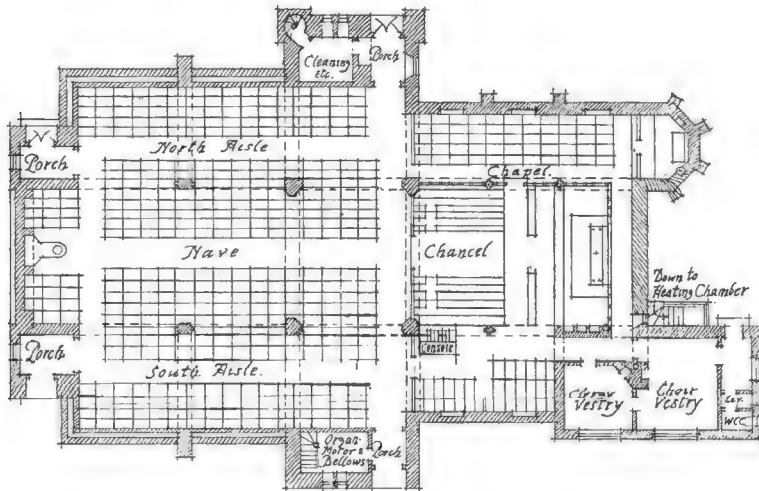 Cleaning
etc.
Porch
North Aisle
Porch
Chapel.
Nave
Chancel
Down to
Heating Chamber
Porch
Console
South Aisle.
Clergy
Vestry
Choir
Vestry
Lav.
W.C.
Organ
Motor &
Bellows
Porch